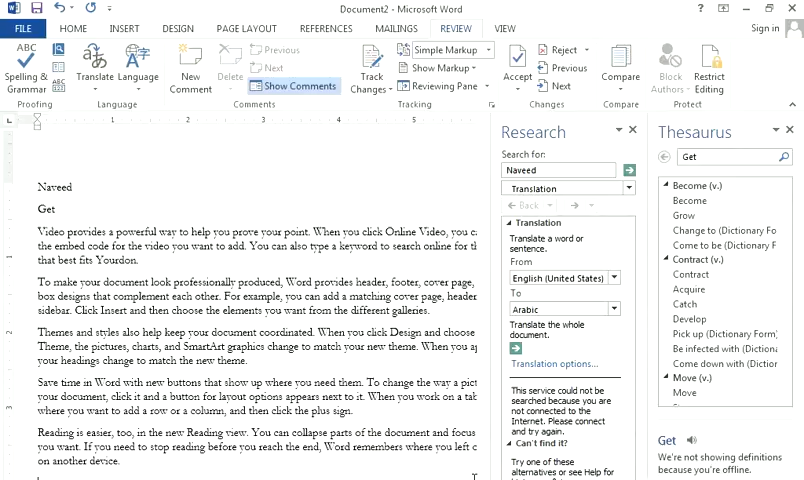 Document2 - Microsoft Word
FILE HOME INSERT DESIGN PAGE LAYOUT REFERENCES MAILINGS REVIEW VIEW Sign in
ABC Spelling & Grammar
ABC 123
Translate
Language
New Comment
Delete
Previous
Next
Show Comments
Track Changes
Simple Markup
Show Markup
Reviewing Pane
Accept
Reject
Previous
Next
Compare
Block Authors
Restrict Editing
Proofing Language Comments Tracking Changes Compare Protect
1 2 3 4 5
1
2
3
Naveed
Get
Video provides a powerful way to help you prove your point. When you click Online Video, you c
the embed code for the video you want to add. You can also type a keyword to search online for th
that best fits Yourdon.
To make your document look professionally produced, Word provides header, footer, cover page,
box designs that complement each other. For example, you can add a matching cover page, header
sidebar. Click Insert and then choose the elements you want from the different galleries.
Themes and styles also help keep your document coordinated. When you click Design and choose
Theme, the pictures, charts, and SmartArt graphics change to match your new theme. When you a
your headings change to match the new theme.
Save time in Word with new buttons that show up where you need them. To change the way a pict
your document, click it and a button for layout options appears next to it. When you work on a tab
where you want to add a row or a column, and then click the plus sign.
Reading is easier, too, in the new Reading view. You can collapse parts of the document and focus
you want. If you need to stop reading before you reach the end, Word remembers where you left o
on another device.
Research
Search for:
Naveed
Translation
Back
Translation
Translate a word or
sentence.
From
English (United States)
To
Arabic
Translate the whole
document.
Translation options...
This service could not be
searched because you are
not connected to the
Internet. Please connect
and try again.
Can't find it?
Try one of these
alternatives or see Help for
Thesaurus
Get
Become (v.)
Become
Grow
Change to (Dictionary Fo
Come to be (Dictionary F
Contract (v.)
Contract
Acquire
Catch
Develop
Pick up (Dictionary Form)
Be infected with (Dictiona
Come down with (Diction
Move (v.)
Move
Get
We're not showing definitions
because you're offline.